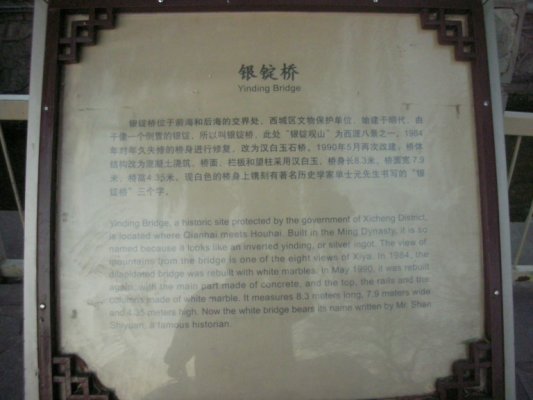 银锭桥
Yinding Bridge
银锭桥位于前海和后海的交界处、西城区文物保护单位，始建于明代，由
于像一个倒置的银锭，所以叫银锭桥，此处“银锭观山”为西涯八景之一。1984
年对年久失修的桥身进行修复，改为汉白玉石桥。1990年5月再次改建，桥体
结构改为混凝土浇筑，桥面、栏板和望柱采用汉白玉，桥身长8.3米，桥面宽7.9
米，桥高4.35米。现白色的桥身上镌刻有著名历史学家单士元先生书写的“银
锭桥”三个字。
Yinding Bridge, a historic site protected by the government of Xicheng District,
is located where Qianhai meets Houhai. Built in the Ming Dynasty, it is so
named because it looks like an inverted yinding, or silver ingot. The view of
mountains from the bridge is one of the eight views of Xiya. In 1984, the
dilapidated bridge was rebuilt with white marbles. In May 1990, it was rebuilt
again, with the main part made of concrete, and the top, the rails and the
columns made of white marble. It measures 8.3 meters long, 7.9 meters wide
and 4.35 meters high. Now the white bridge bears its name written by Mr. Shan
Shiyuan, a famous historian.